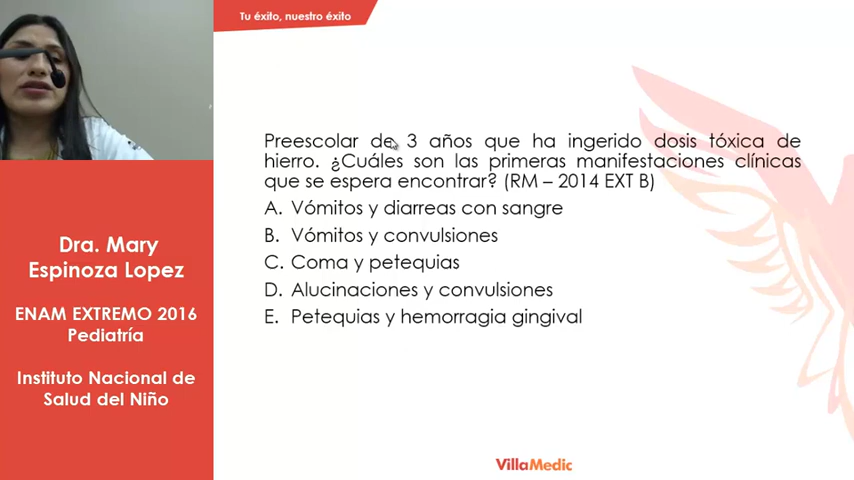 Tu éxito, nuestro éxito
Dra. Mary
Espinoza Lopez
ENAM EXTREMO 2016
Pediatría
Instituto Nacional de
Salud del Niño
Preescolar de 3 años que ha ingerido dosis tóxica de
hierro. ¿Cuáles son las primeras manifestaciones clínicas
que se espera encontrar? (RM – 2014 EXT B)
A. Vómitos y diarreas con sangre
B. Vómitos y convulsiones
C. Coma y petequias
D. Alucinaciones y convulsiones
E. Petequias y hemorragia gingival
VillaMedic